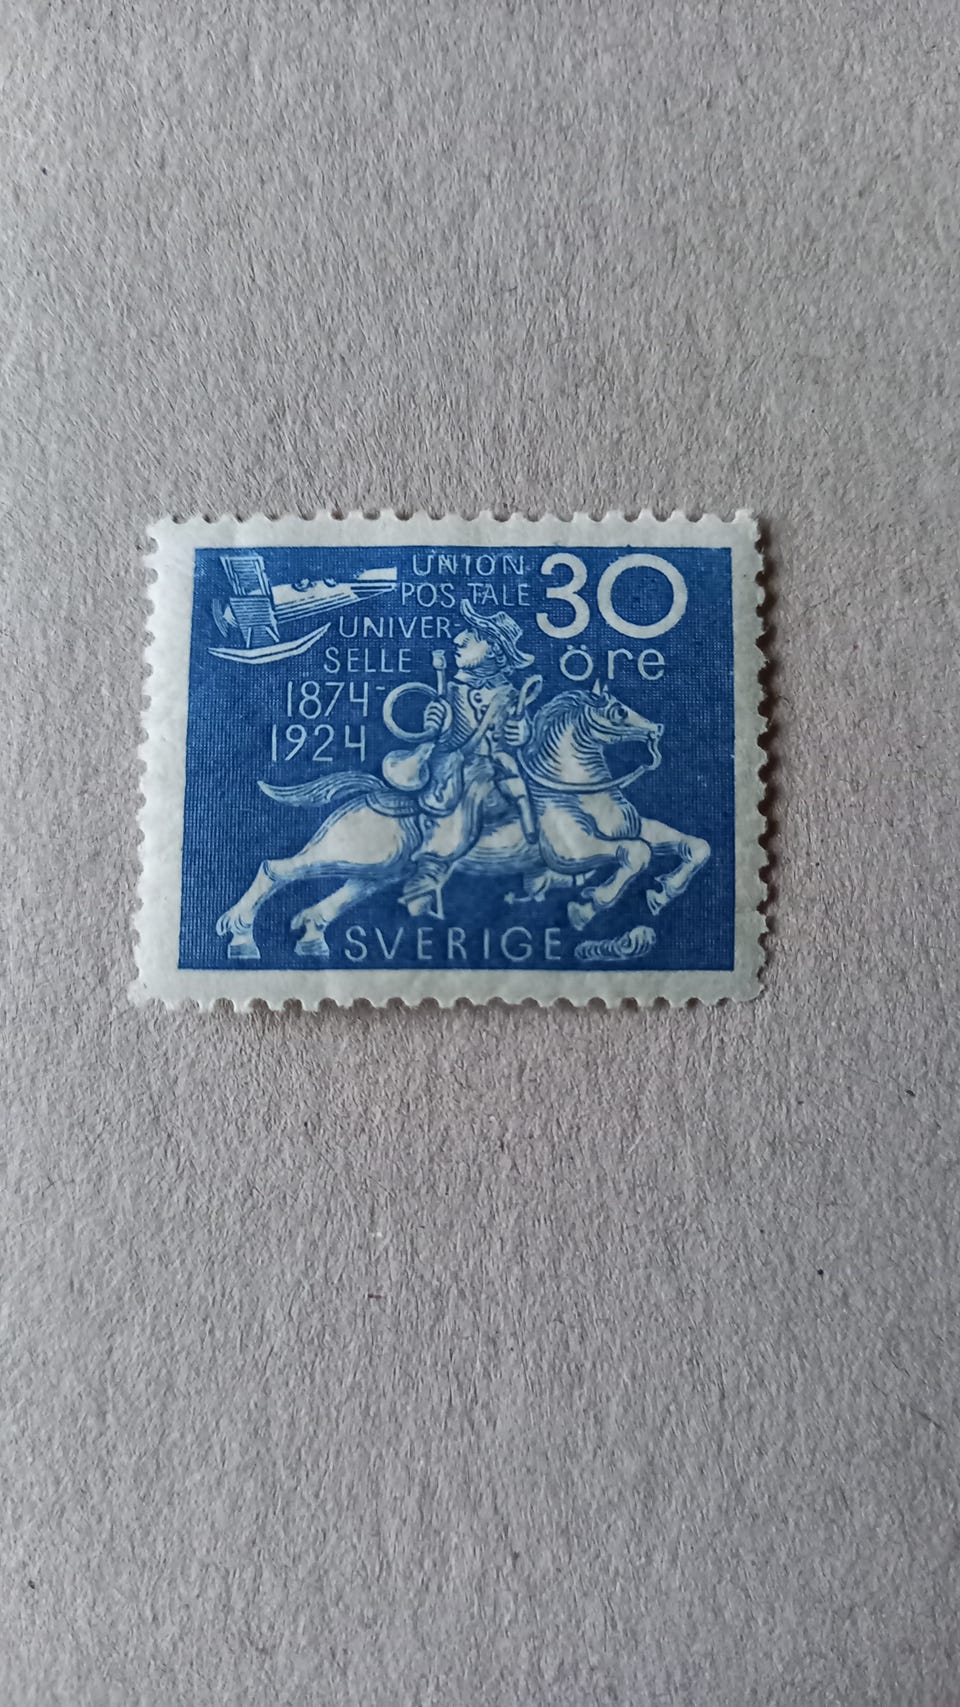 UNION
POSTALE
UNIVER-
SELLE
1874-
1924
30
öre
SVERIGE